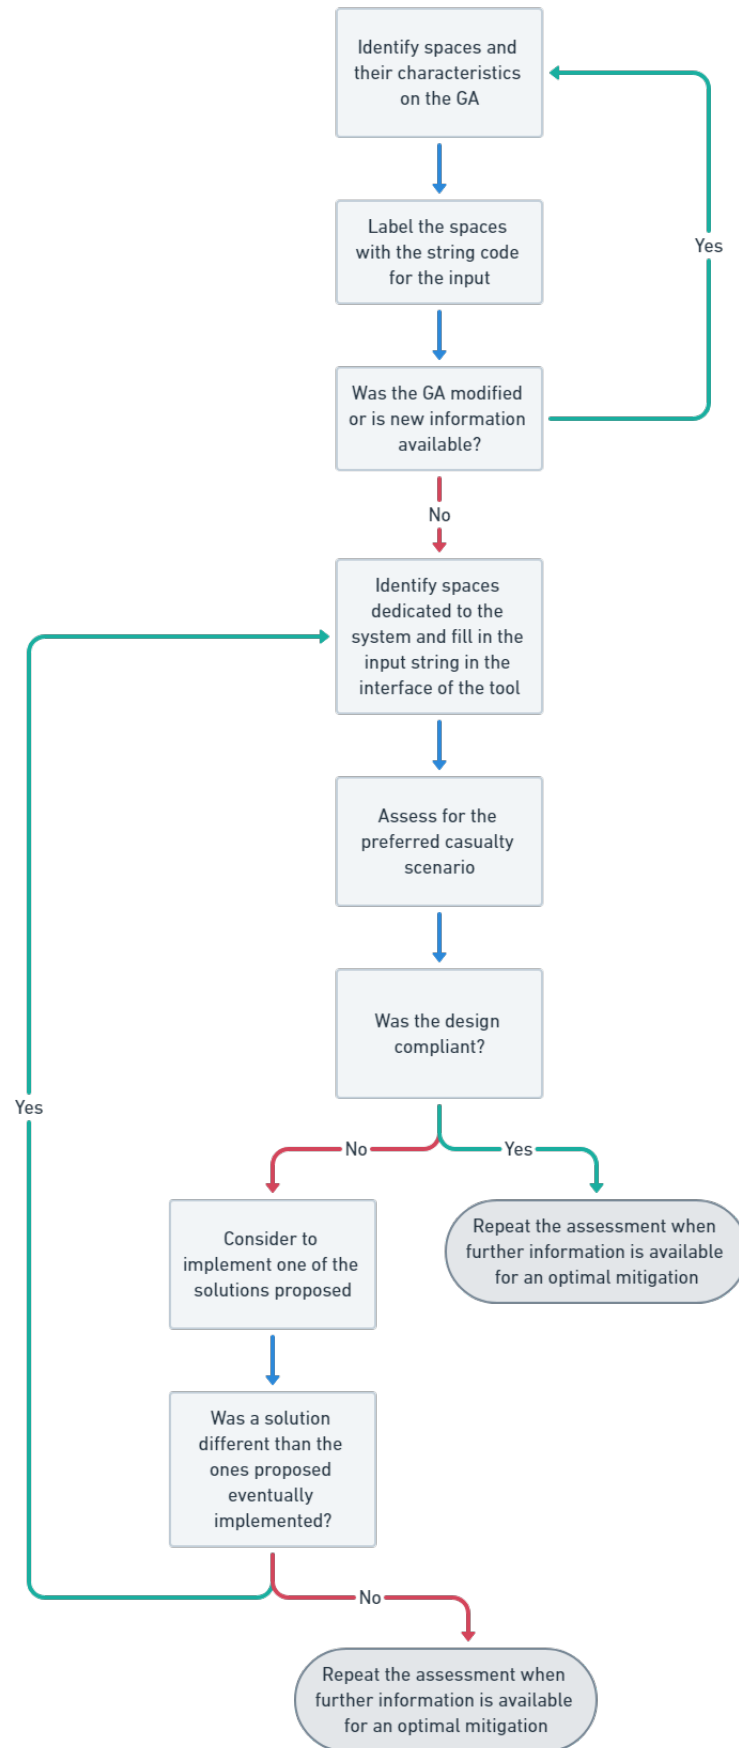 Identify spaces and
their characteristics
on the GA
Label the spaces
with the string code
for the input
Yes
Was the GA modified
or is new information
available?
No
Identify spaces
dedicated to the
system and fill in the
input string in the
interface of the tool
Assess for the
preferred casualty
scenario
Was the design
compliant?
Yes
No
Yes
Consider to
implement one of the
solutions proposed
Repeat the assessment when
further information is available
for an optimal mitigation
Was a solution
different than the
ones proposed
eventually
implemented?
No
Repeat the assessment when
further information is available
for an optimal mitigation